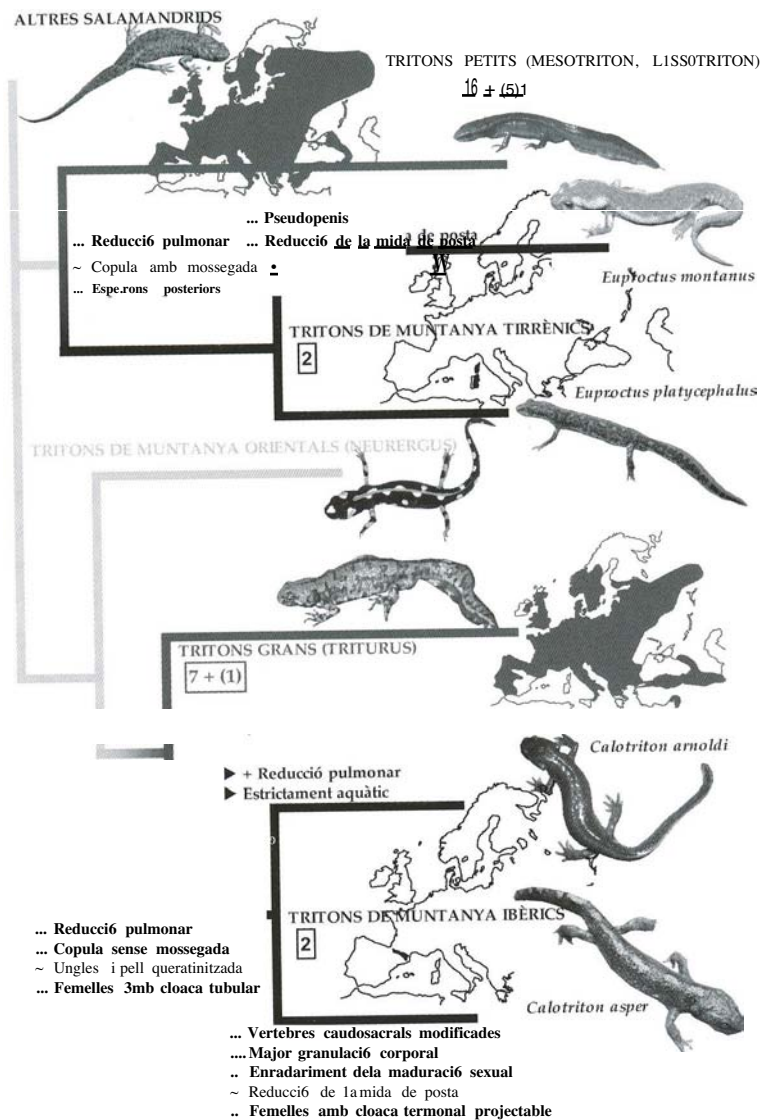 ALTRES SALAMANDRIDS
TRITONS PETITS (MESOTRITON, L1SS0TRITON)
16 + (5)1
... Pseudopenis
... Reducci6 pulmonar ... Reducci6 de la mida de posta
a de posta
~ Copula amb mossegada •
... Espe.rons posteriors
Euproctus montanus
TRITONS DE MUNTANYA TIRRÈNICS
2
Euproctus platycephalus
TRITONS DE MUNTANYA ORIENTALS (NEURERGUS)
TRITONS GRANS (TRITURUS)
7 + (1)
Calotriton arnoldi
▶ + Reducció pulmonar
▶ Estrictament aquàtic
TRITONS DE MUNTANYA IBÈRICS
2
... Reducci6 pulmonar
... Copula sense mossegada
~ Ungles i pell queratinitzada
... Femelles 3mb cloaca tubular
Calotriton asper
... Vertebres caudosacrals modificades
.... Major granulaci6 corporal
.. Enradariment dela maduraci6 sexual
~ Reducci6 de 1amida de posta
.. Femelles amb cloaca termonal projectable